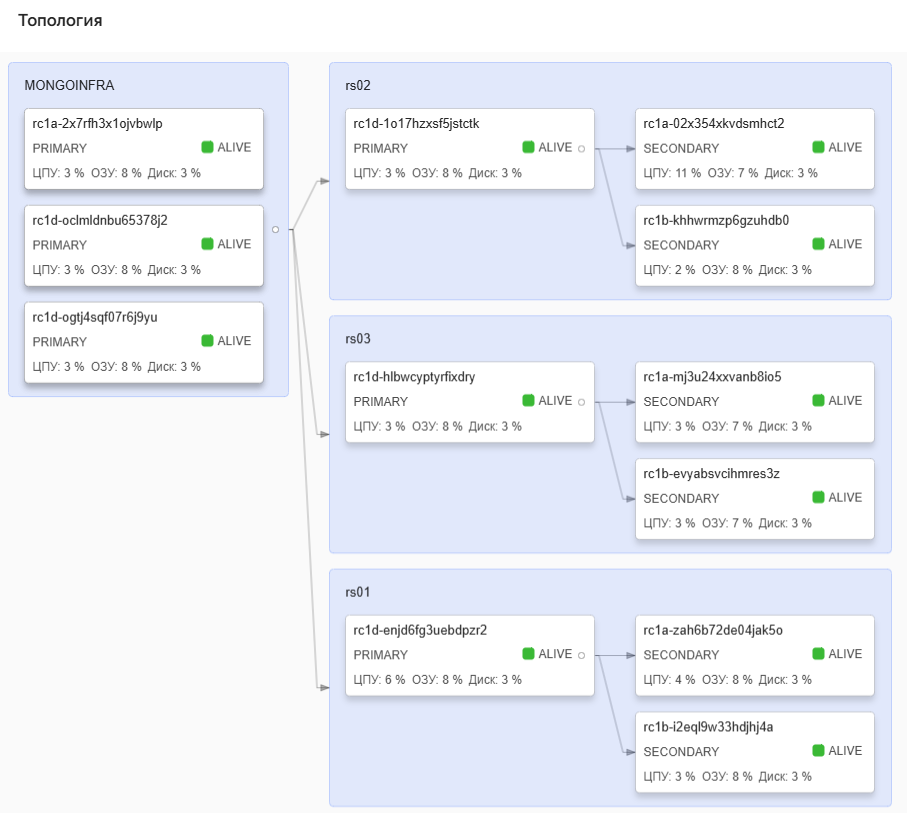 Топология
MONGOINFRA
rc1a-2x7rfh3x1ojvbwlp
PRIMARY
ALIVE
ЦПУ: 3 % ОЗУ: 8 % Диск: 3 %
rc1d-oclmldnbu65378j2
PRIMARY
ALIVE
ЦПУ: 3 % ОЗУ: 8 % Диск: 3 %
rc1d-ogtj4sqf07r6j9yu
PRIMARY
ALIVE
ЦПУ: 3 % ОЗУ: 8 % Диск: 3 %
rs02
rc1d-1o17hzxsf5jstctk
PRIMARY
ALIVE
ЦПУ: 3 % ОЗУ: 8 % Диск: 3 %
rc1a-02x354xkvdsmhct2
SECONDARY
ALIVE
ЦПУ: 11 % ОЗУ: 7 % Диск: 3 %
rc1b-khhwrmzp6gzuhdb0
SECONDARY
ALIVE
ЦПУ: 2 % ОЗУ: 8 % Диск: 3 %
rs03
rc1d-hlbwcyptyrfixdry
PRIMARY
ALIVE
ЦПУ: 3 % ОЗУ: 8 % Диск: 3 %
rc1a-mj3u24xxvanb8io5
SECONDARY
ALIVE
ЦПУ: 3 % ОЗУ: 7 % Диск: 3 %
rc1b-evyabsvcihmres3z
SECONDARY
ALIVE
ЦПУ: 3 % ОЗУ: 7 % Диск: 3 %
rs01
rc1d-enjd6fg3uebdpzr2
PRIMARY
ALIVE
ЦПУ: 6 % ОЗУ: 8 % Диск: 3 %
rc1a-zah6b72de04jak5o
SECONDARY
ALIVE
ЦПУ: 4 % ОЗУ: 8 % Диск: 3 %
rc1b-i2eql9w33hdjhj4a
SECONDARY
ALIVE
ЦПУ: 3 % ОЗУ: 8 % Диск: 3 %